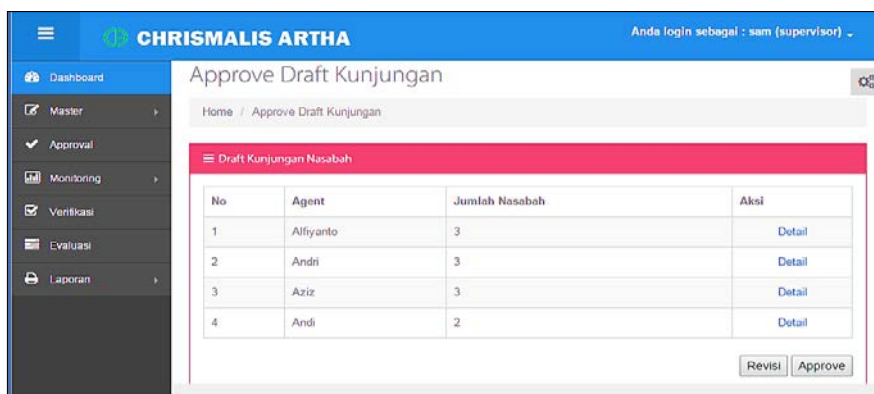 CHRISMALIS ARTHA
Anda login sebagai : sam (supervisor)
Dashboard
Master
Approval
Monitoring
Verifikasi
Evaluasi
Laporan
Approve Draft Kunjungan
Home / Approve Draft Kunjungan
Draft Kunjungan Nasabah
No Agent Jumlah Nasabah Aksi
1 Alfiyanto 3 Detail
2 Andri 3 Detail
3 Aziz 3 Detail
4 Andi 2 Detail
Revisi Approve